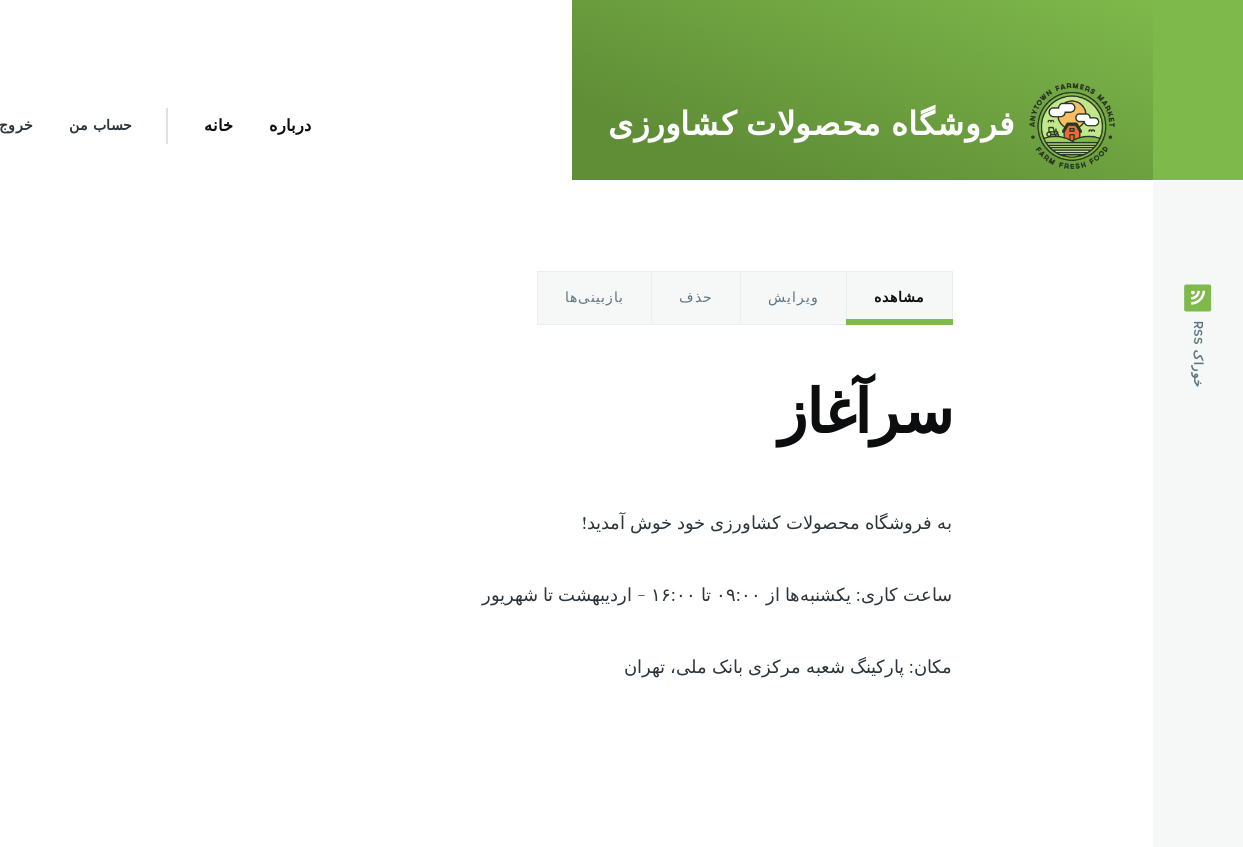 ANYTOWN FARMERS MARKET
FARM FRESH FOOD
فروشگاه محصولات کشاورزی
درباره
خانه
حساب من
خروج
خوراک RSS
مشاهده
ویرایش
حذف
بازبینی‌ها
سرآغاز
به فروشگاه محصولات کشاورزی خود خوش آمدید!
ساعت کاری: یکشنبه‌ها از ۰۹:۰۰ تا ۱۶:۰۰ - اردیبهشت تا شهریور
مکان: پارکینگ شعبه مرکزی بانک ملی، تهران